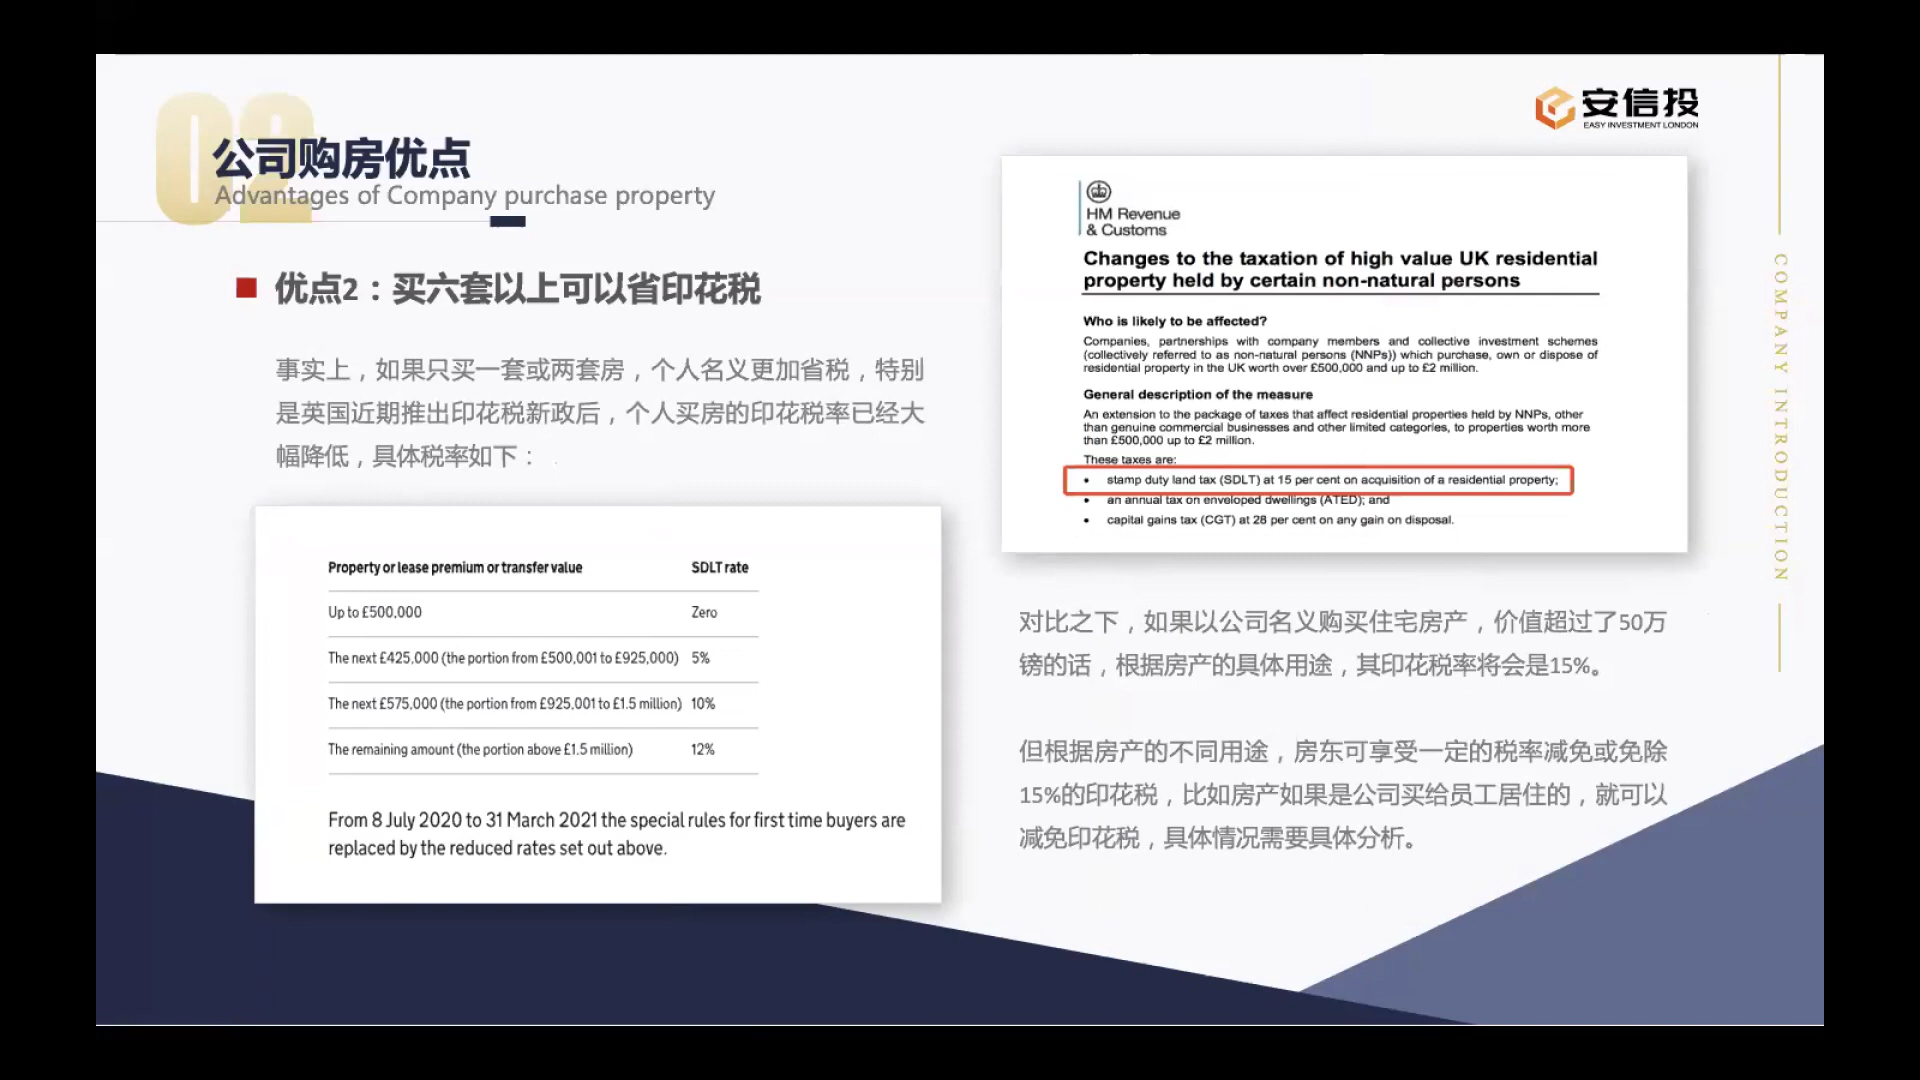 02
公司购房优点
Advantages of Company purchase property
安信投
EASY INVESTMENT LONDON
优点2：买六套以上可以省印花税
事实上，如果只买一套或两套房，个人名义更加省税，特别
是英国近期推出印花税新政后，个人买房的印花税率已经大
幅降低，具体税率如下：
Property or lease premium or transfer value SDLT rate
Up to £500,000 Zero
The next £425,000 (the portion from £500,001 to £925,000) 5%
The next £575,000 (the portion from £925,001 to £1.5 million) 10%
The remaining amount (the portion above £1.5 million) 12%
From 8 July 2020 to 31 March 2021 the special rules for first time buyers are
replaced by the reduced rates set out above.
HM Revenue
& Customs
Changes to the taxation of high value UK residential
property held by certain non-natural persons
Who is likely to be affected?
Companies, partnerships with company members and collective investment schemes
(collectively referred to as non-natural persons (NNPs)) which purchase, own or dispose of
residential property in the UK worth over £500,000 and up to £2 million.
General description of the measure
An extension to the package of taxes that affect residential properties held by NNPs, other
than genuine commercial businesses and other limited categories, to properties worth more
than £500,000 up to £2 million.
These taxes are:
• stamp duty land tax (SDLT) at 15 per cent on acquisition of a residential property;
• an annual tax on enveloped dwellings (ATED); and
• capital gains tax (CGT) at 28 per cent on any gain on disposal.
对比之下，如果以公司名义购买住宅房产，价值超过了50万
镑的话，根据房产的具体用途，其印花税率将会是15%。
但根据房产的不同用途，房东可享受一定的税率减免或免除
15%的印花税，比如房产如果是公司买给员工居住的，就可以
减免印花税，具体情况需要具体分析。
COMPANY INTRODUCTION